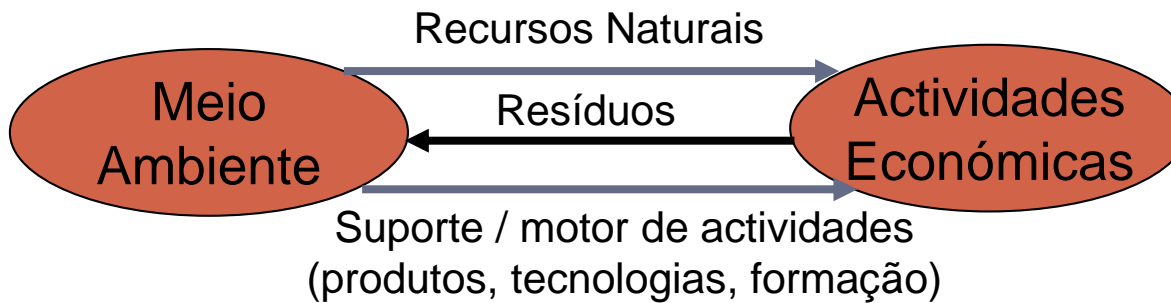 Recursos Naturais
Meio
Ambiente
Resíduos
Actividades
Económicas
Suporte / motor de actividades
(produtos, tecnologias, formação)